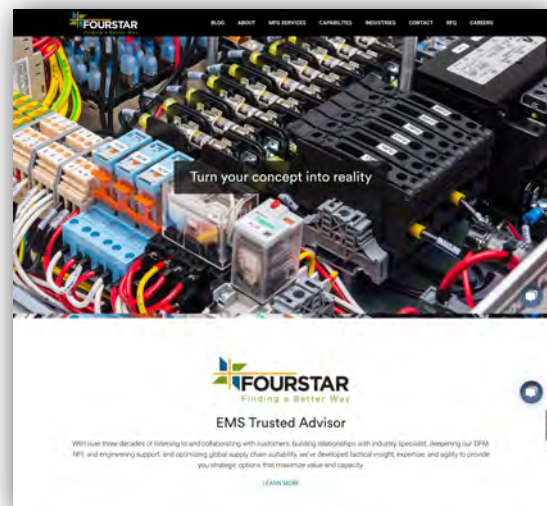 FOURSTAR
Finding a Better Way
BLOG ABOUT MFG SERVICES CAPABILITIES INDUSTRIES CONTACT RFQ CAREERS
Turn your concept into reality
FOURSTAR
Finding a Better Way
EMS Trusted Advisor
With over three decades of listening to and collaborating with customers, building relationships with industry specialist, deepening our DFM,
NPI, and engineering support, and optimizing global supply chain suitability, we've developed tactical insight, expertise, and agility to provide
you strategic options that maximize value and capacity.
LEARN MORE